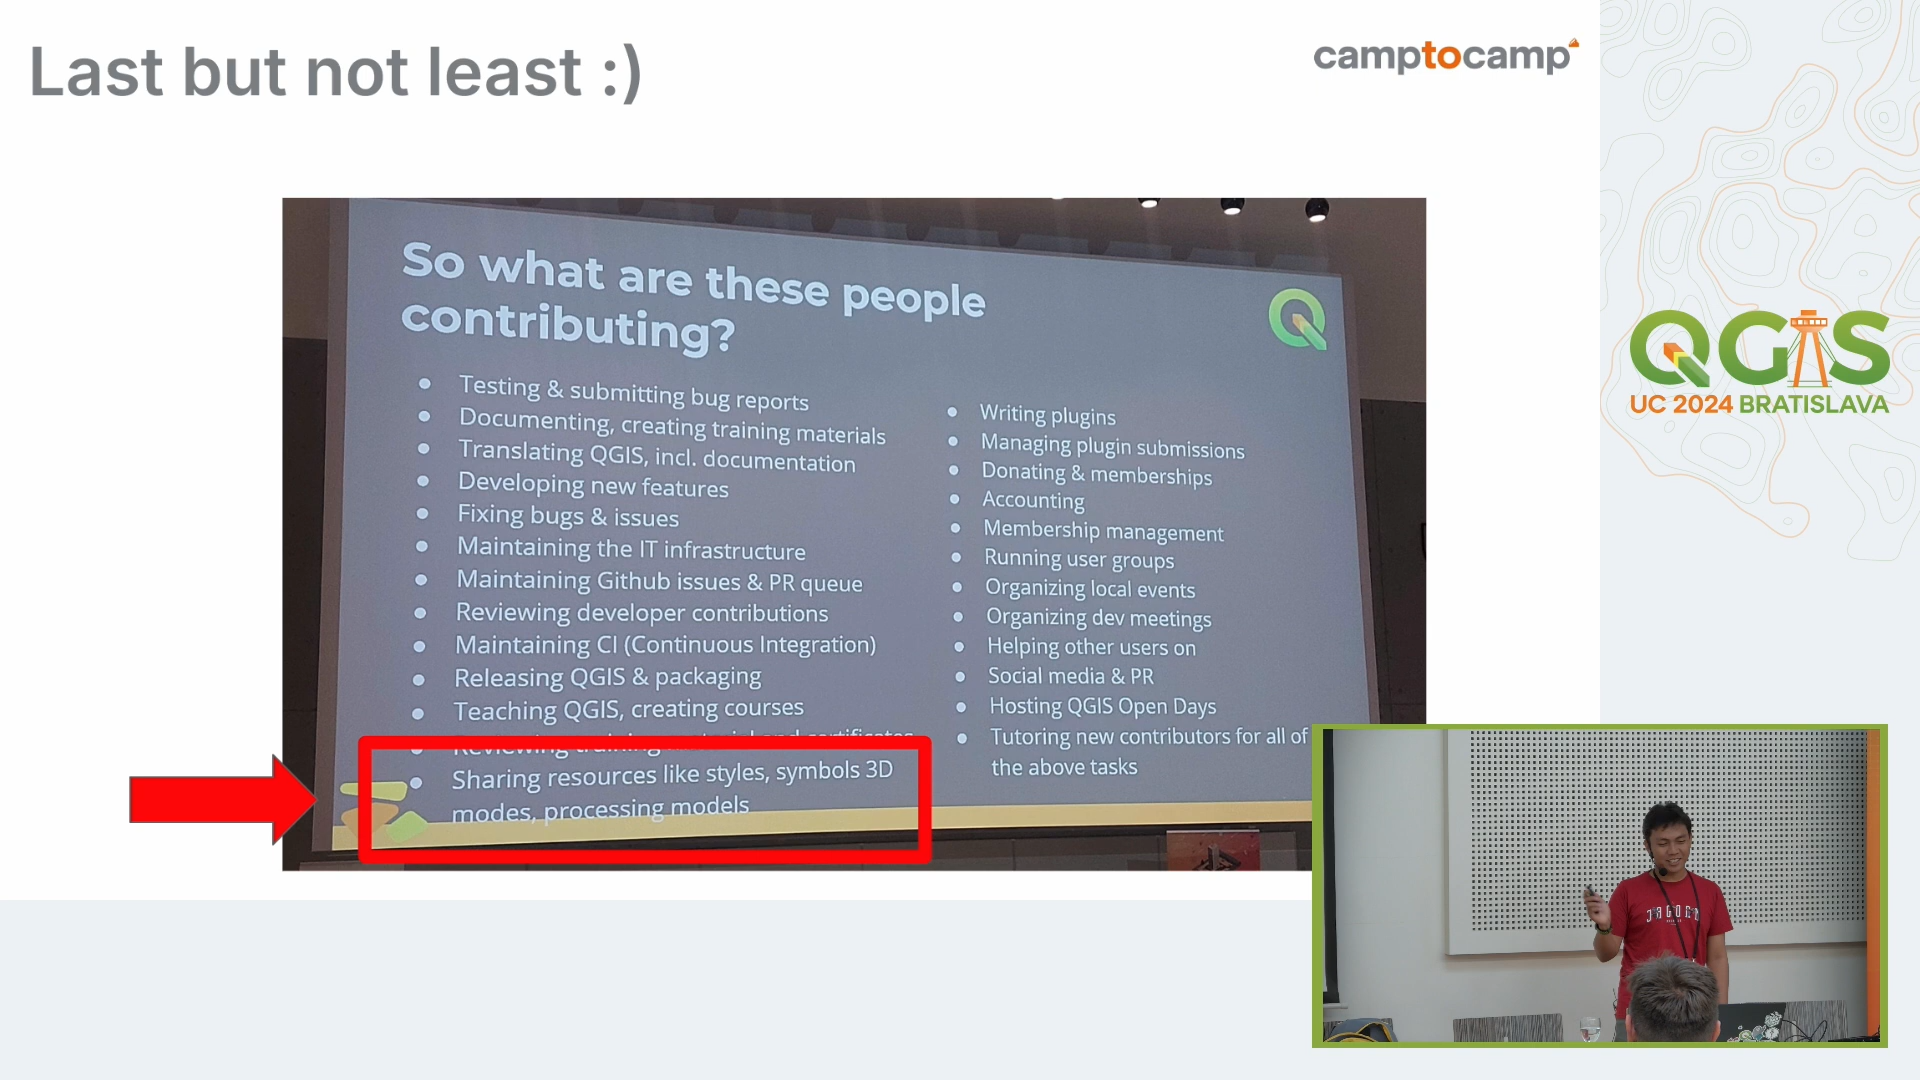 Last but not least :)
camptocamp
So what are these people
contributing?
Testing & submitting bug reports
Documenting, creating training materials
Translating QGIS, incl. documentation
Developing new features
Fixing bugs & issues
Maintaining the IT infrastructure
Maintaining Github issues & PR queue
Reviewing developer contributions
Maintaining CI (Continuous Integration)
Releasing QGIS & packaging
Teaching QGIS, creating courses
Reviewing training material and certificates
Sharing resources like styles, symbols 3D
modes, processing models
Writing plugins
Managing plugin submissions
Donating & memberships
Accounting
Membership management
Running user groups
Organizing local events
Organizing dev meetings
Helping other users on
Social media & PR
Hosting QGIS Open Days
Tutoring new contributors for all of
the above tasks
QGIS
UC 2024 BRATISLAVA